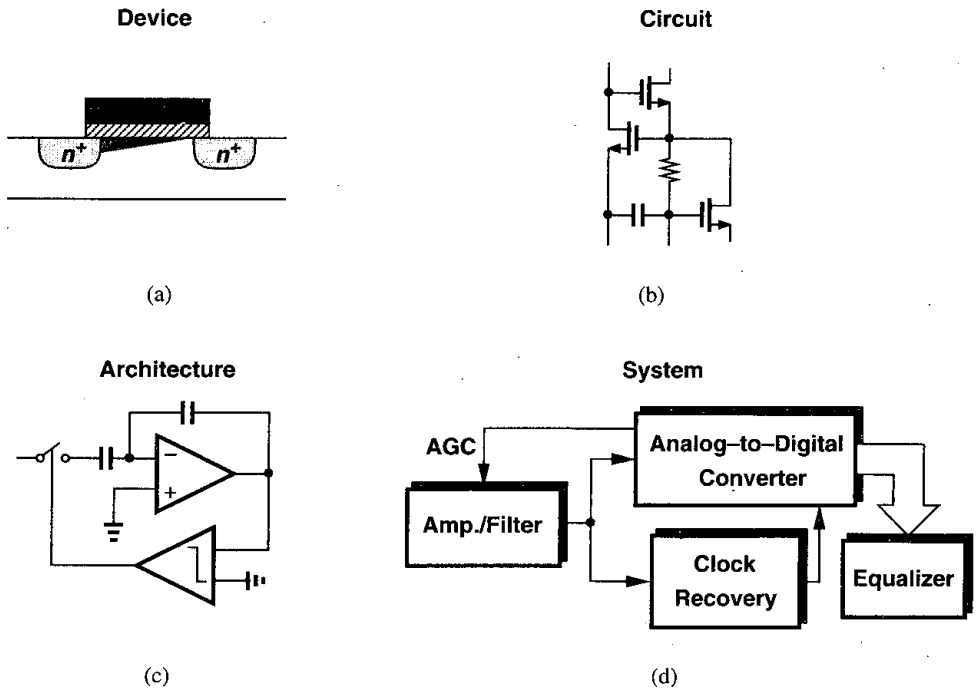 Device
Circuit
n+
n+
(a)
(b)
Architecture
System
−
+
AGC
Analog–to–Digital
Converter
Amp./Filter
Clock
Recovery
Equalizer
(c)
(d)